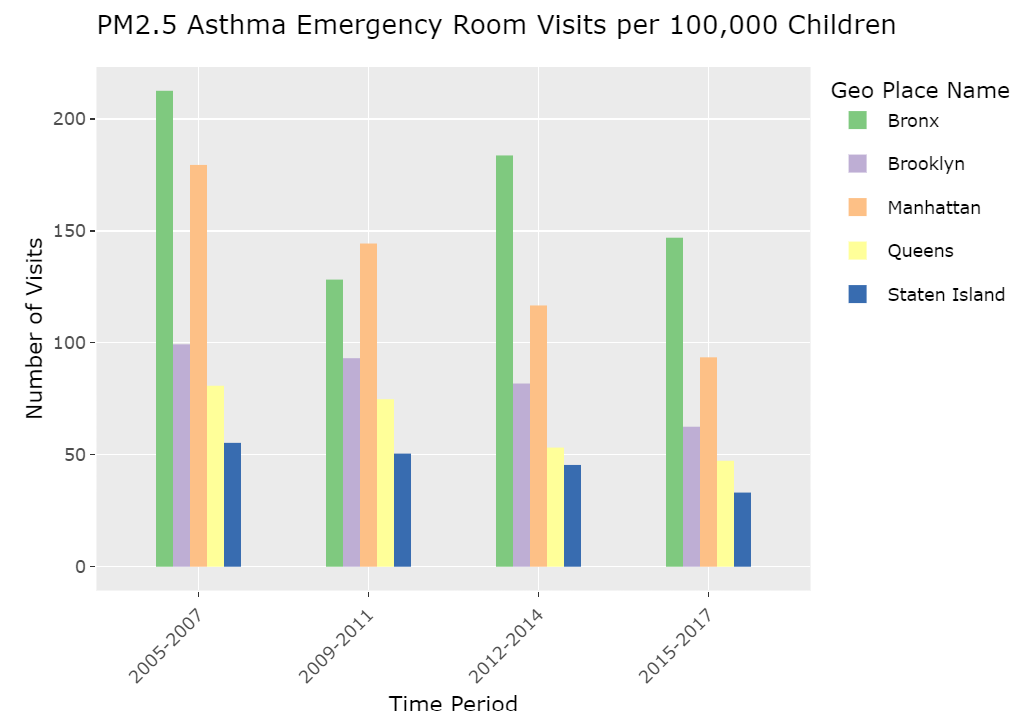 PM2.5 Asthma Emergency Room Visits per 100,000 Children
Geo Place Name
Bronx
Brooklyn
Manhattan
Queens
Staten Island
Number of Visits
200
150
100
50
0
2005-2007
2009-2011
2012-2014
2015-2017
Time Period